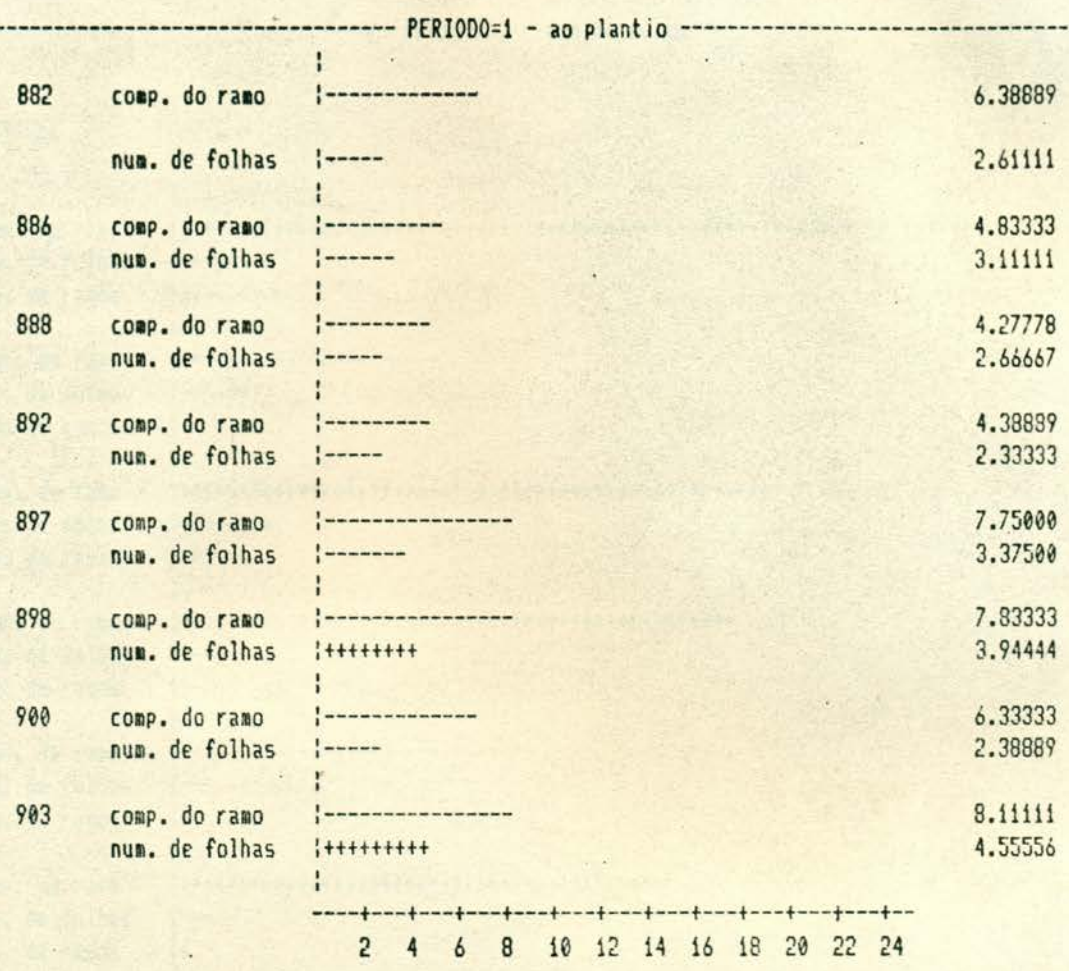 PERIODO=1 - ao plantio
882 comp. do ramo 6.38889
num. de folhas 2.61111
886 comp. do ramo 4.83333
num. de folhas 3.11111
888 comp. do ramo 4.27778
num. de folhas 2.66667
892 comp. do ramo 4.38889
num. de folhas 2.33333
897 comp. do ramo 7.75000
num. de folhas 3.37500
898 comp. do ramo 7.83333
num. de folhas ++++++++ 3.94444
900 comp. do ramo 6.33333
num. de folhas 2.38889
903 comp. do ramo 8.11111
num. de folhas +++++++++ 4.55556
2 4 6 8 10 12 14 16 18 20 22 24